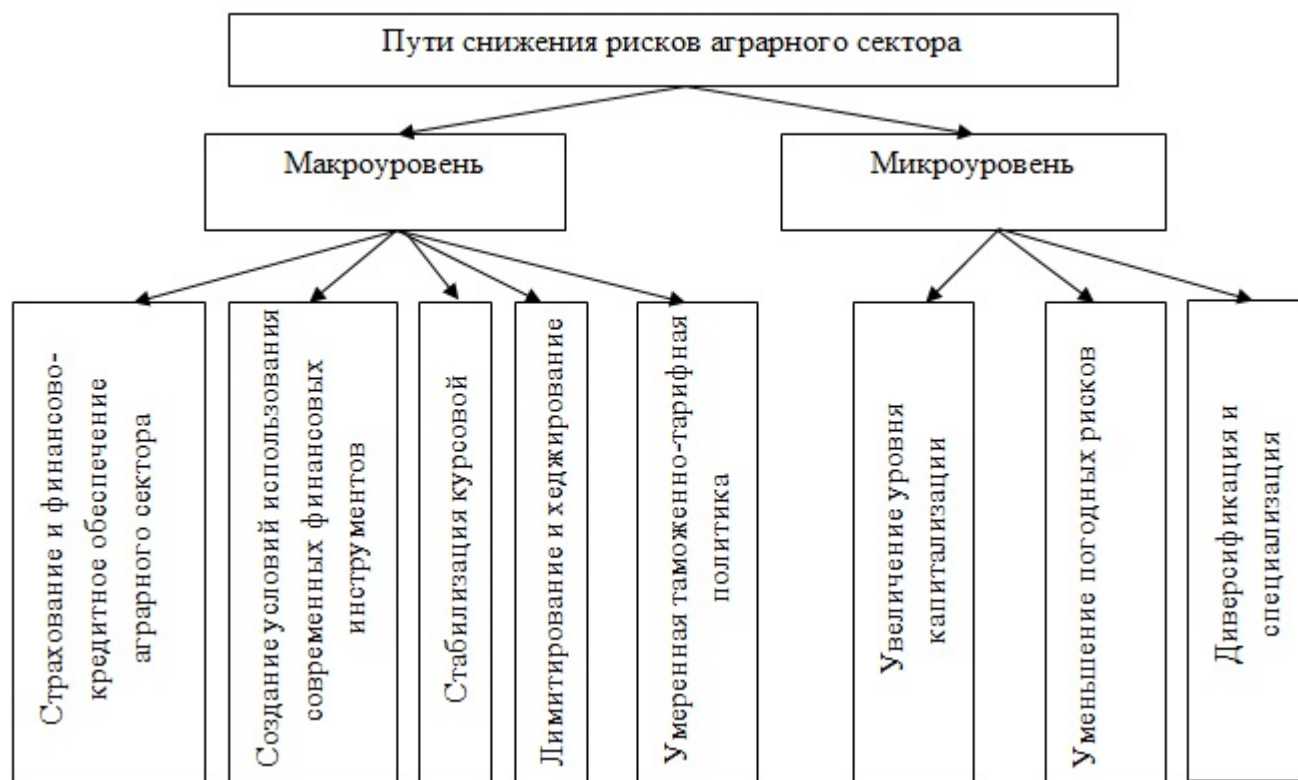 Пути снижения рисков аграрного сектора
Макроуровень
Микроуровень
Страхование и финансово-
кредитное обеспечение
аграрного сектора
Создание условий использования
современных финансовых
инструментов
Стабилизация курсовой
Лимитирование и хеджирование
Умеренная таможенно-тарифная
политика
Увеличение уровня
капитализации
Уменьшение погодных рисков
Диверсификация и
специализация